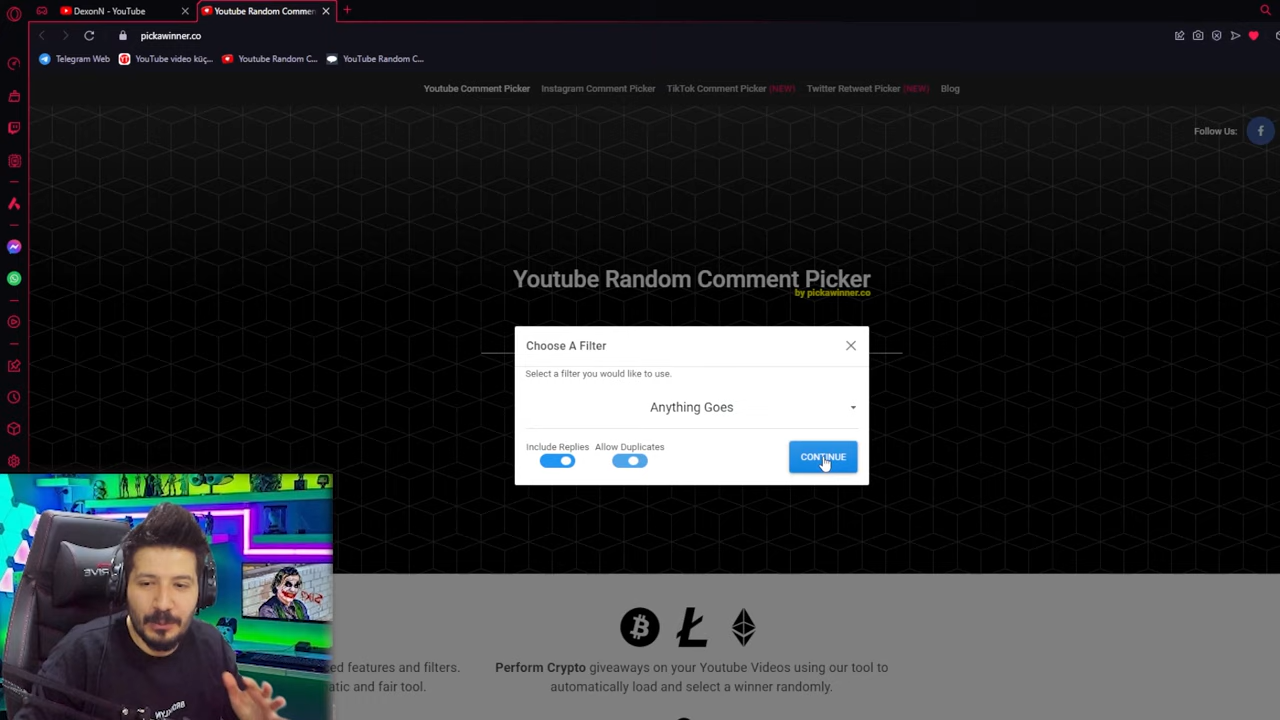 DexonN - YouTube
Youtube Random Commen
pickawinner.co
Telegram Web
YouTube video küç...
Youtube Random C...
YouTube Random C...
Youtube Comment Picker
Instagram Comment Picker
TikTok Comment Picker (NEW)
Twitter Retweet Picker (NEW)
Blog
Follow Us:
Youtube Random Comment Picker
by pickawinner.co
Choose A Filter
Select a filter you would like to use.
Anything Goes
Include Replies
Allow Duplicates
CONTINUE
ed features and filters.
atic and fair tool.
Perform Crypto giveaways on your Youtube Videos using our tool to
automatically load and select a winner randomly.